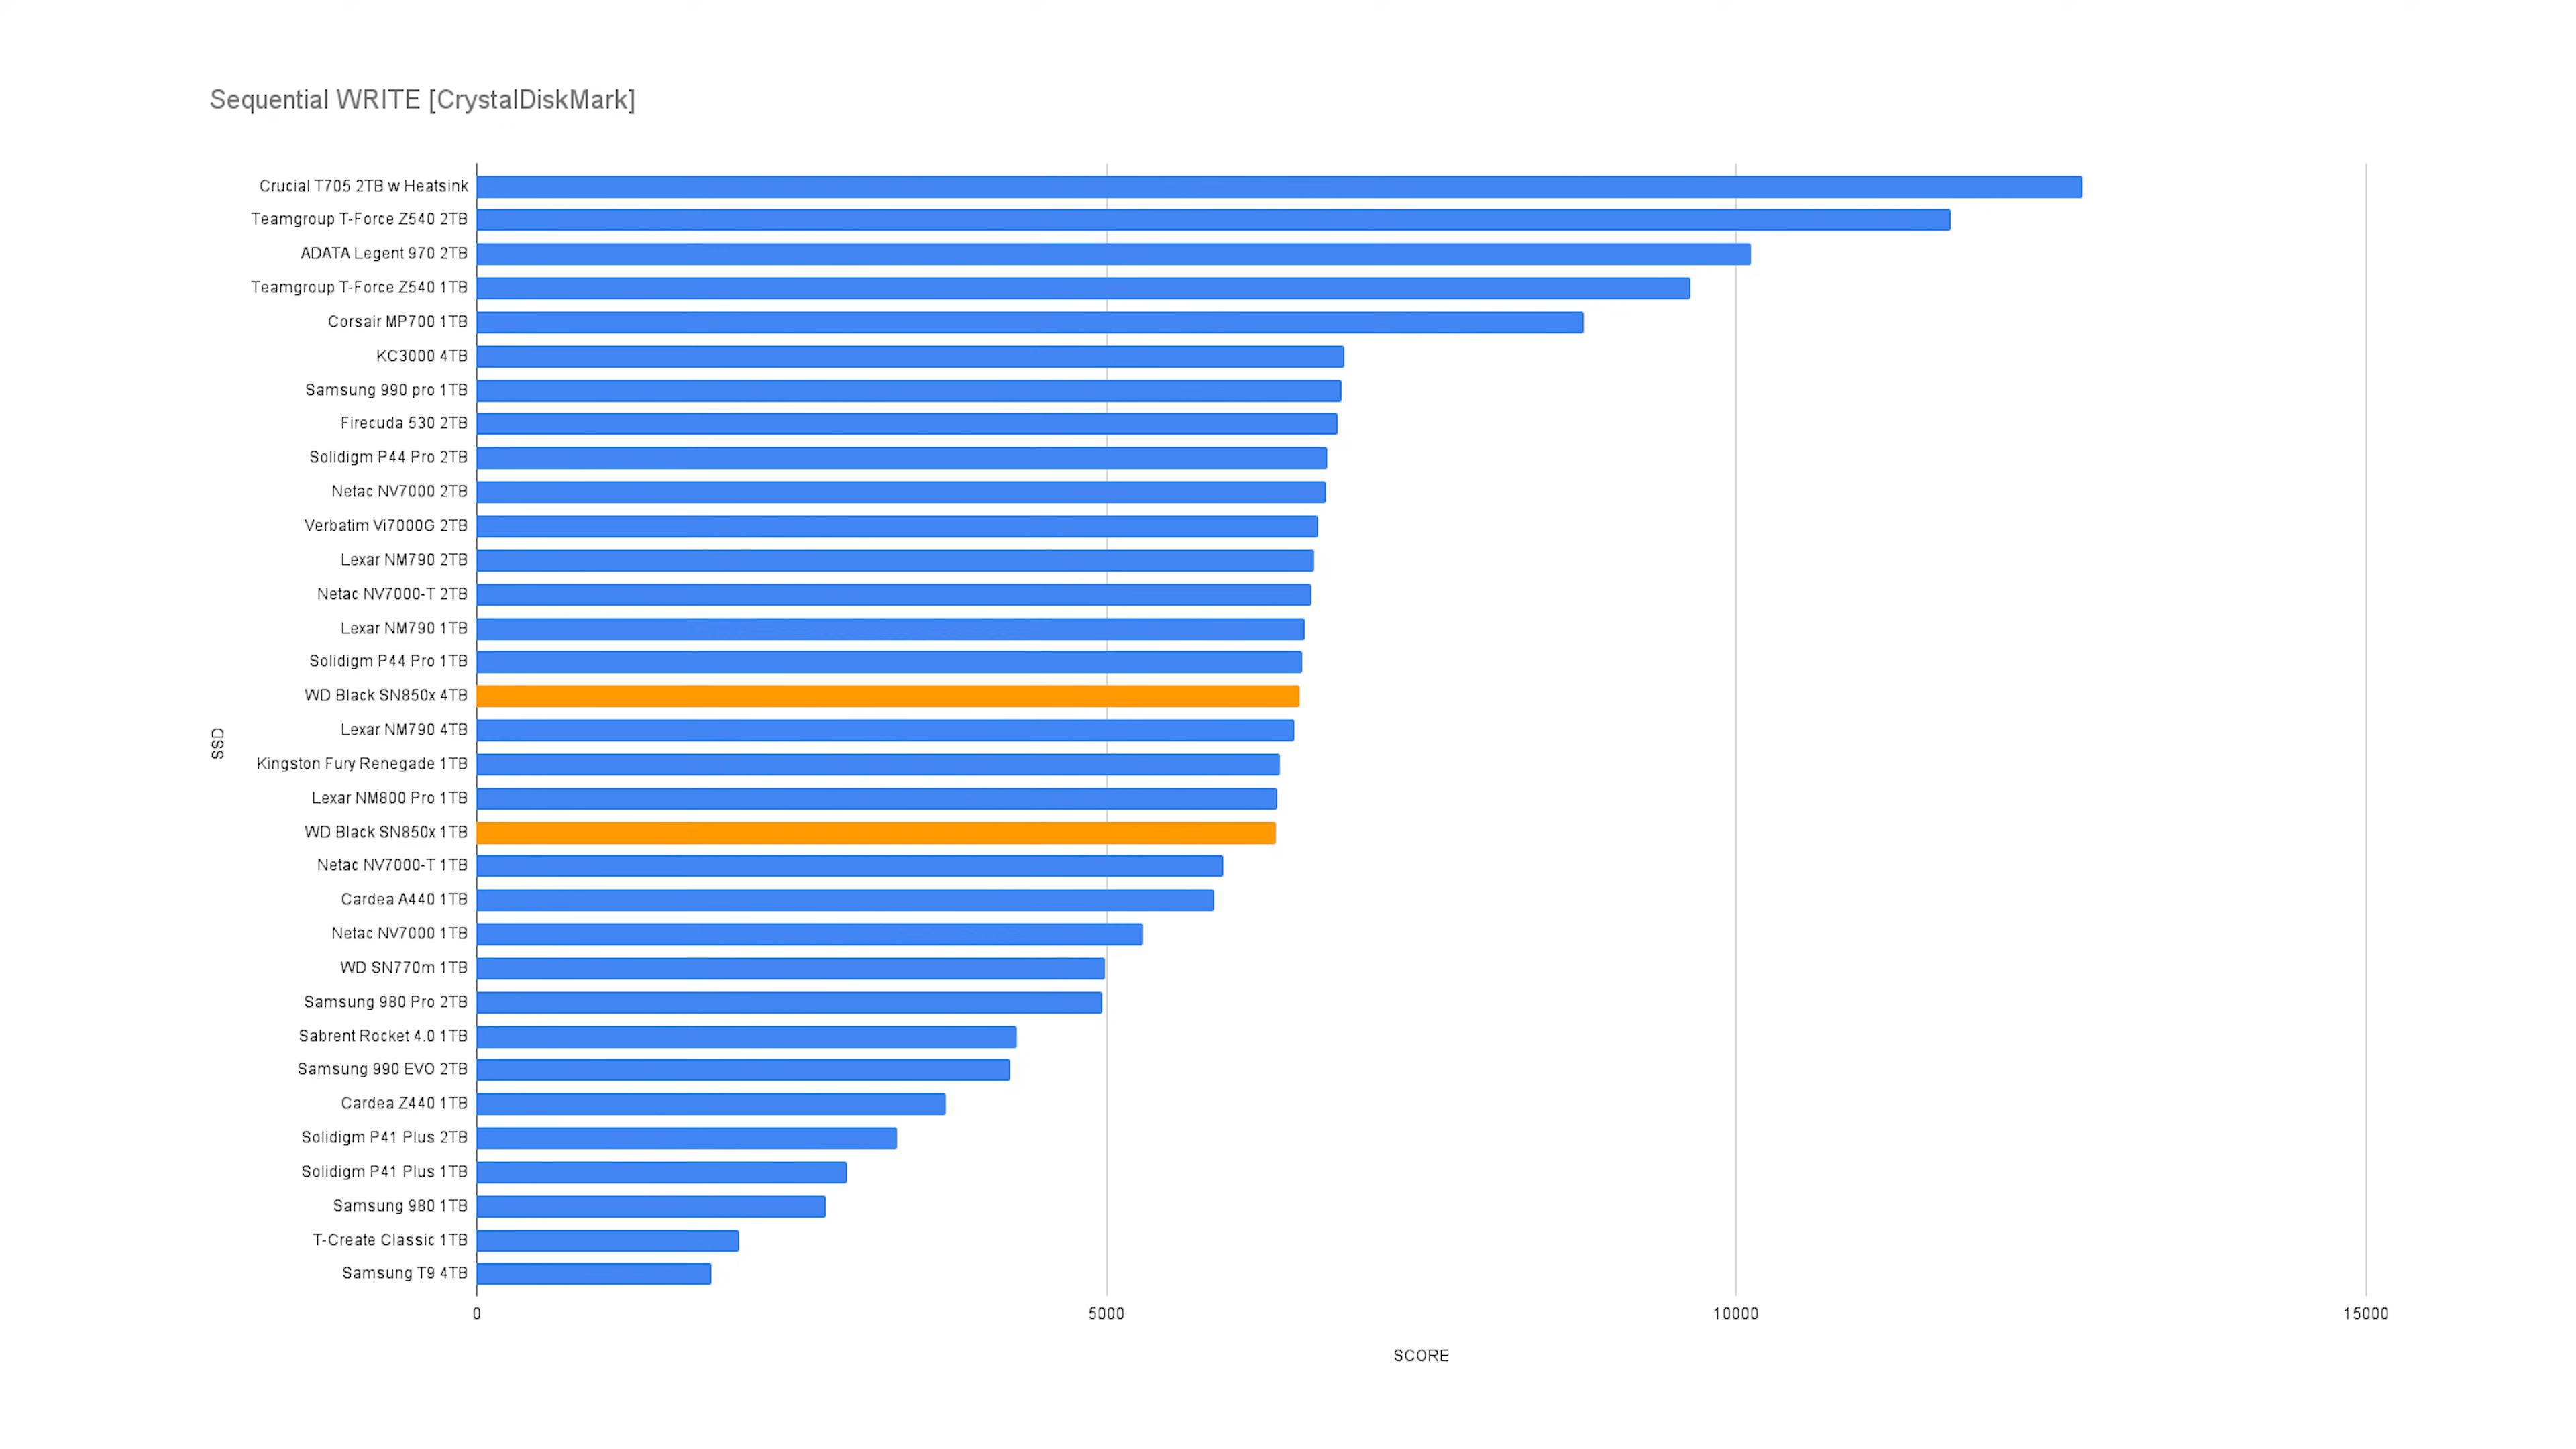 Sequential WRITE [CrystalDiskMark]
Crucial T705 2TB w Heatsink
Teamgroup T-Force Z540 2TB
ADATA Legent 970 2TB
Teamgroup T-Force Z540 1TB
Corsair MP700 1TB
KC3000 4TB
Samsung 990 pro 1TB
Firecuda 530 2TB
Solidigm P44 Pro 2TB
Netac NV7000 2TB
Verbatim Vi7000G 2TB
Lexar NM790 2TB
Netac NV7000-T 2TB
Lexar NM790 1TB
Solidigm P44 Pro 1TB
WD Black SN850x 4TB
Lexar NM790 4TB
SSD
Kingston Fury Renegade 1TB
Lexar NM800 Pro 1TB
WD Black SN850x 1TB
Netac NV7000-T 1TB
Cardea A440 1TB
Netac NV7000 1TB
WD SN770m 1TB
Samsung 980 Pro 2TB
Sabrent Rocket 4.0 1TB
Samsung 990 EVO 2TB
Cardea Z440 1TB
Solidigm P41 Plus 2TB
Solidigm P41 Plus 1TB
Samsung 980 1TB
T-Create Classic 1TB
Samsung T9 4TB
0 5000 10000 15000
SCORE